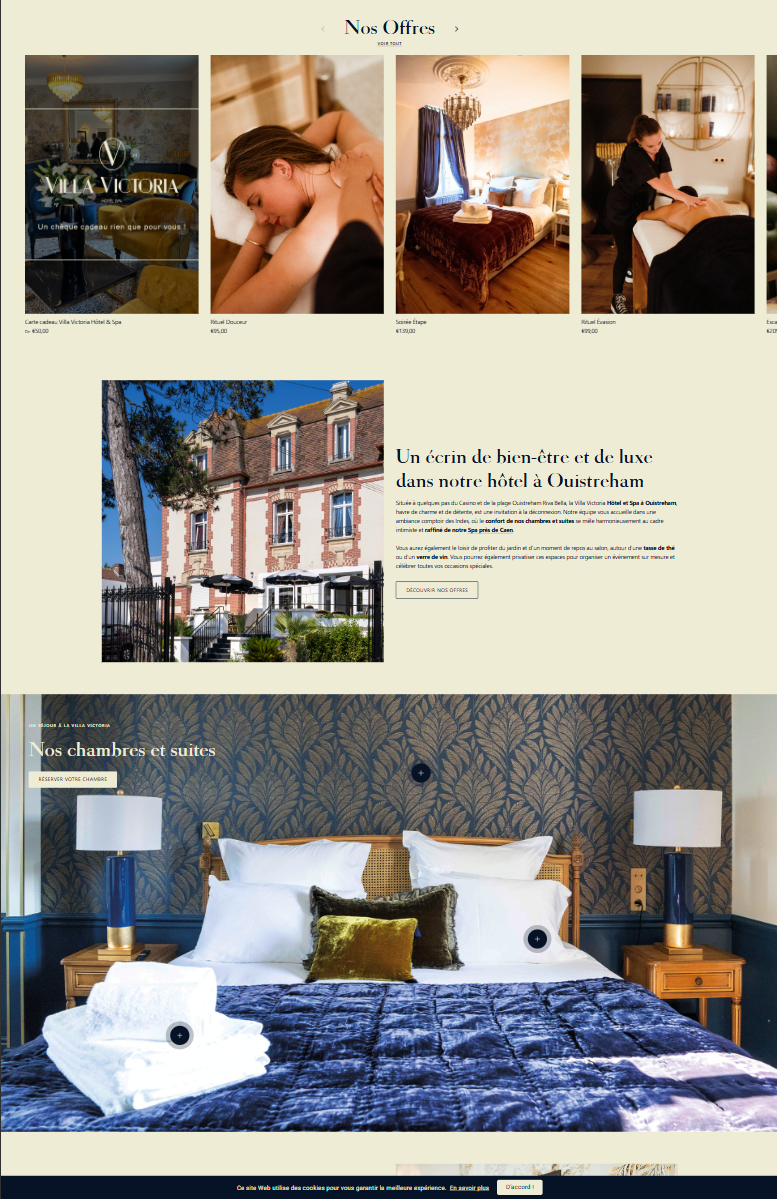 Nos Offres
VOIR TOUT
V
VILLA VICTORIA
HÔTEL SPA
Un chèque cadeau rien que pour vous !
Carte cadeau Villa Victoria Hôtel & Spa
De €50,00
Rituel Douceur
€95,00
Soirée Étape
€139,00
Rituel Évasion
€99,00
Esca
€209
Un écrin de bien-être et de luxe
dans notre hôtel à Ouistreham
Située à quelques pas du Casino et de la plage Ouistreham Riva Bella, la Villa Victoria Hôtel et Spa à Ouistreham,
havre de charme et de détente, est une invitation à la déconnexion. Notre équipe vous accueille dans une
ambiance comptoir des Indes, où le confort de nos chambres et suites se mêle harmonieusement au cadre
intimiste et raffiné de notre Spa près de Caen.
Vous aurez également le loisir de profiter du jardin et d'un moment de repos au salon, autour d'une tasse de thé
ou d'un verre de vin. Vous pourrez également privatiser ces espaces pour organiser un événement sur mesure et
célébrer toutes vos occasions spéciales.
DÉCOUVRIR NOS OFFRES
UN SÉJOUR À LA VILLA VICTORIA
Nos chambres et suites
RÉSERVER VOTRE CHAMBRE
Ce site Web utilise des cookies pour vous garantir la meilleure expérience. En savoir plus
D'accord !